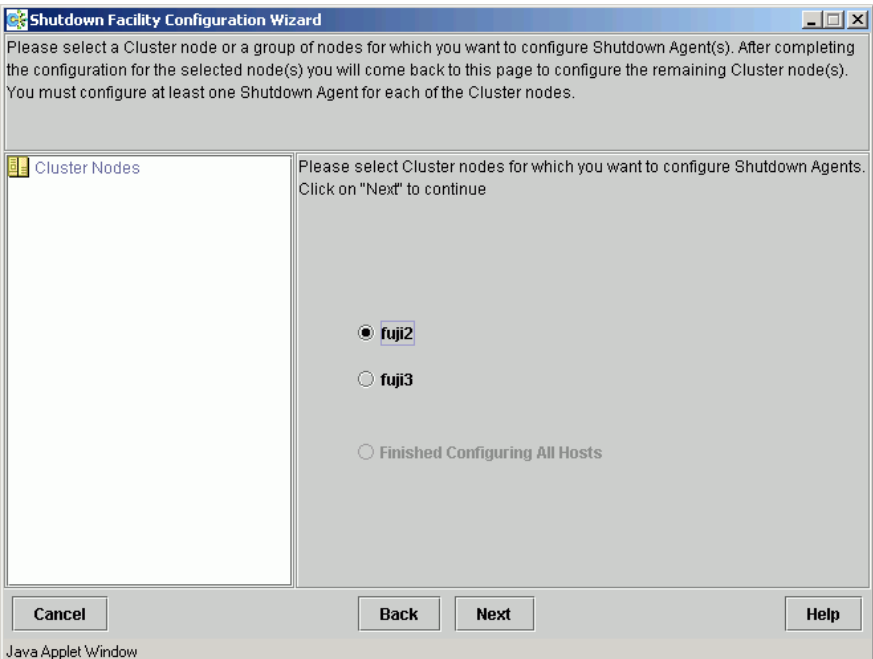 Shutdown Facility Configuration Wizard
Please select a Cluster node or a group of nodes for which you want to configure Shutdown Agent(s). After completing
the configuration for the selected node(s) you will come back to this page to configure the remaining Cluster node(s).
You must configure at least one Shutdown Agent for each of the Cluster nodes.
Cluster Nodes
Please select Cluster nodes for which you want to configure Shutdown Agents.
Click on "Next" to continue
fuji2
fuji3
Finished Configuring All Hosts
Cancel
Back
Next
Help
Java Applet Window